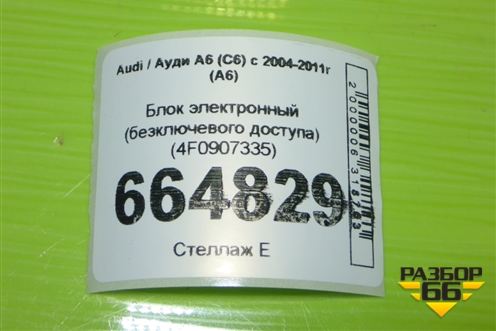 Audi / Ауди А6 (С6) с 2004-2011г
(А6)
Блок электронный
(безключевого доступа)
(4F0907335)
664829
Стеллаж Е
РАЗБОР
66